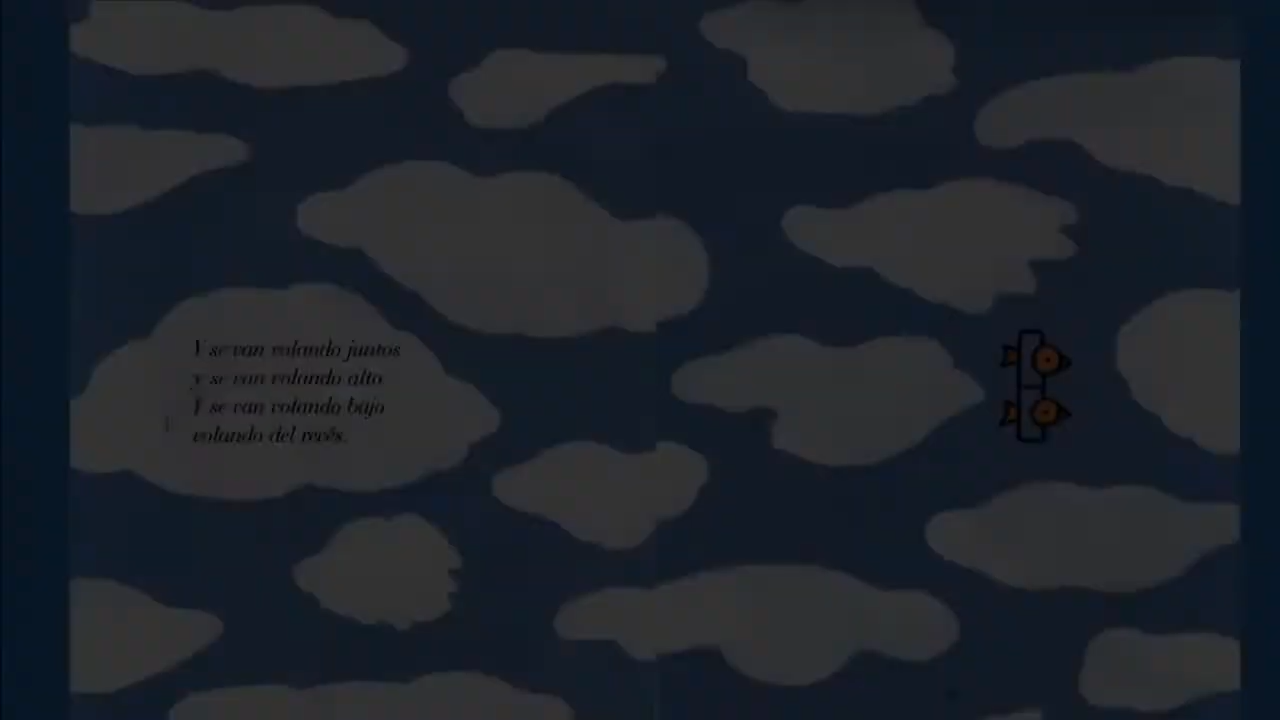 Y se van volando juntos
y se van volando alto
Y se van volando bajo
volando del revés.